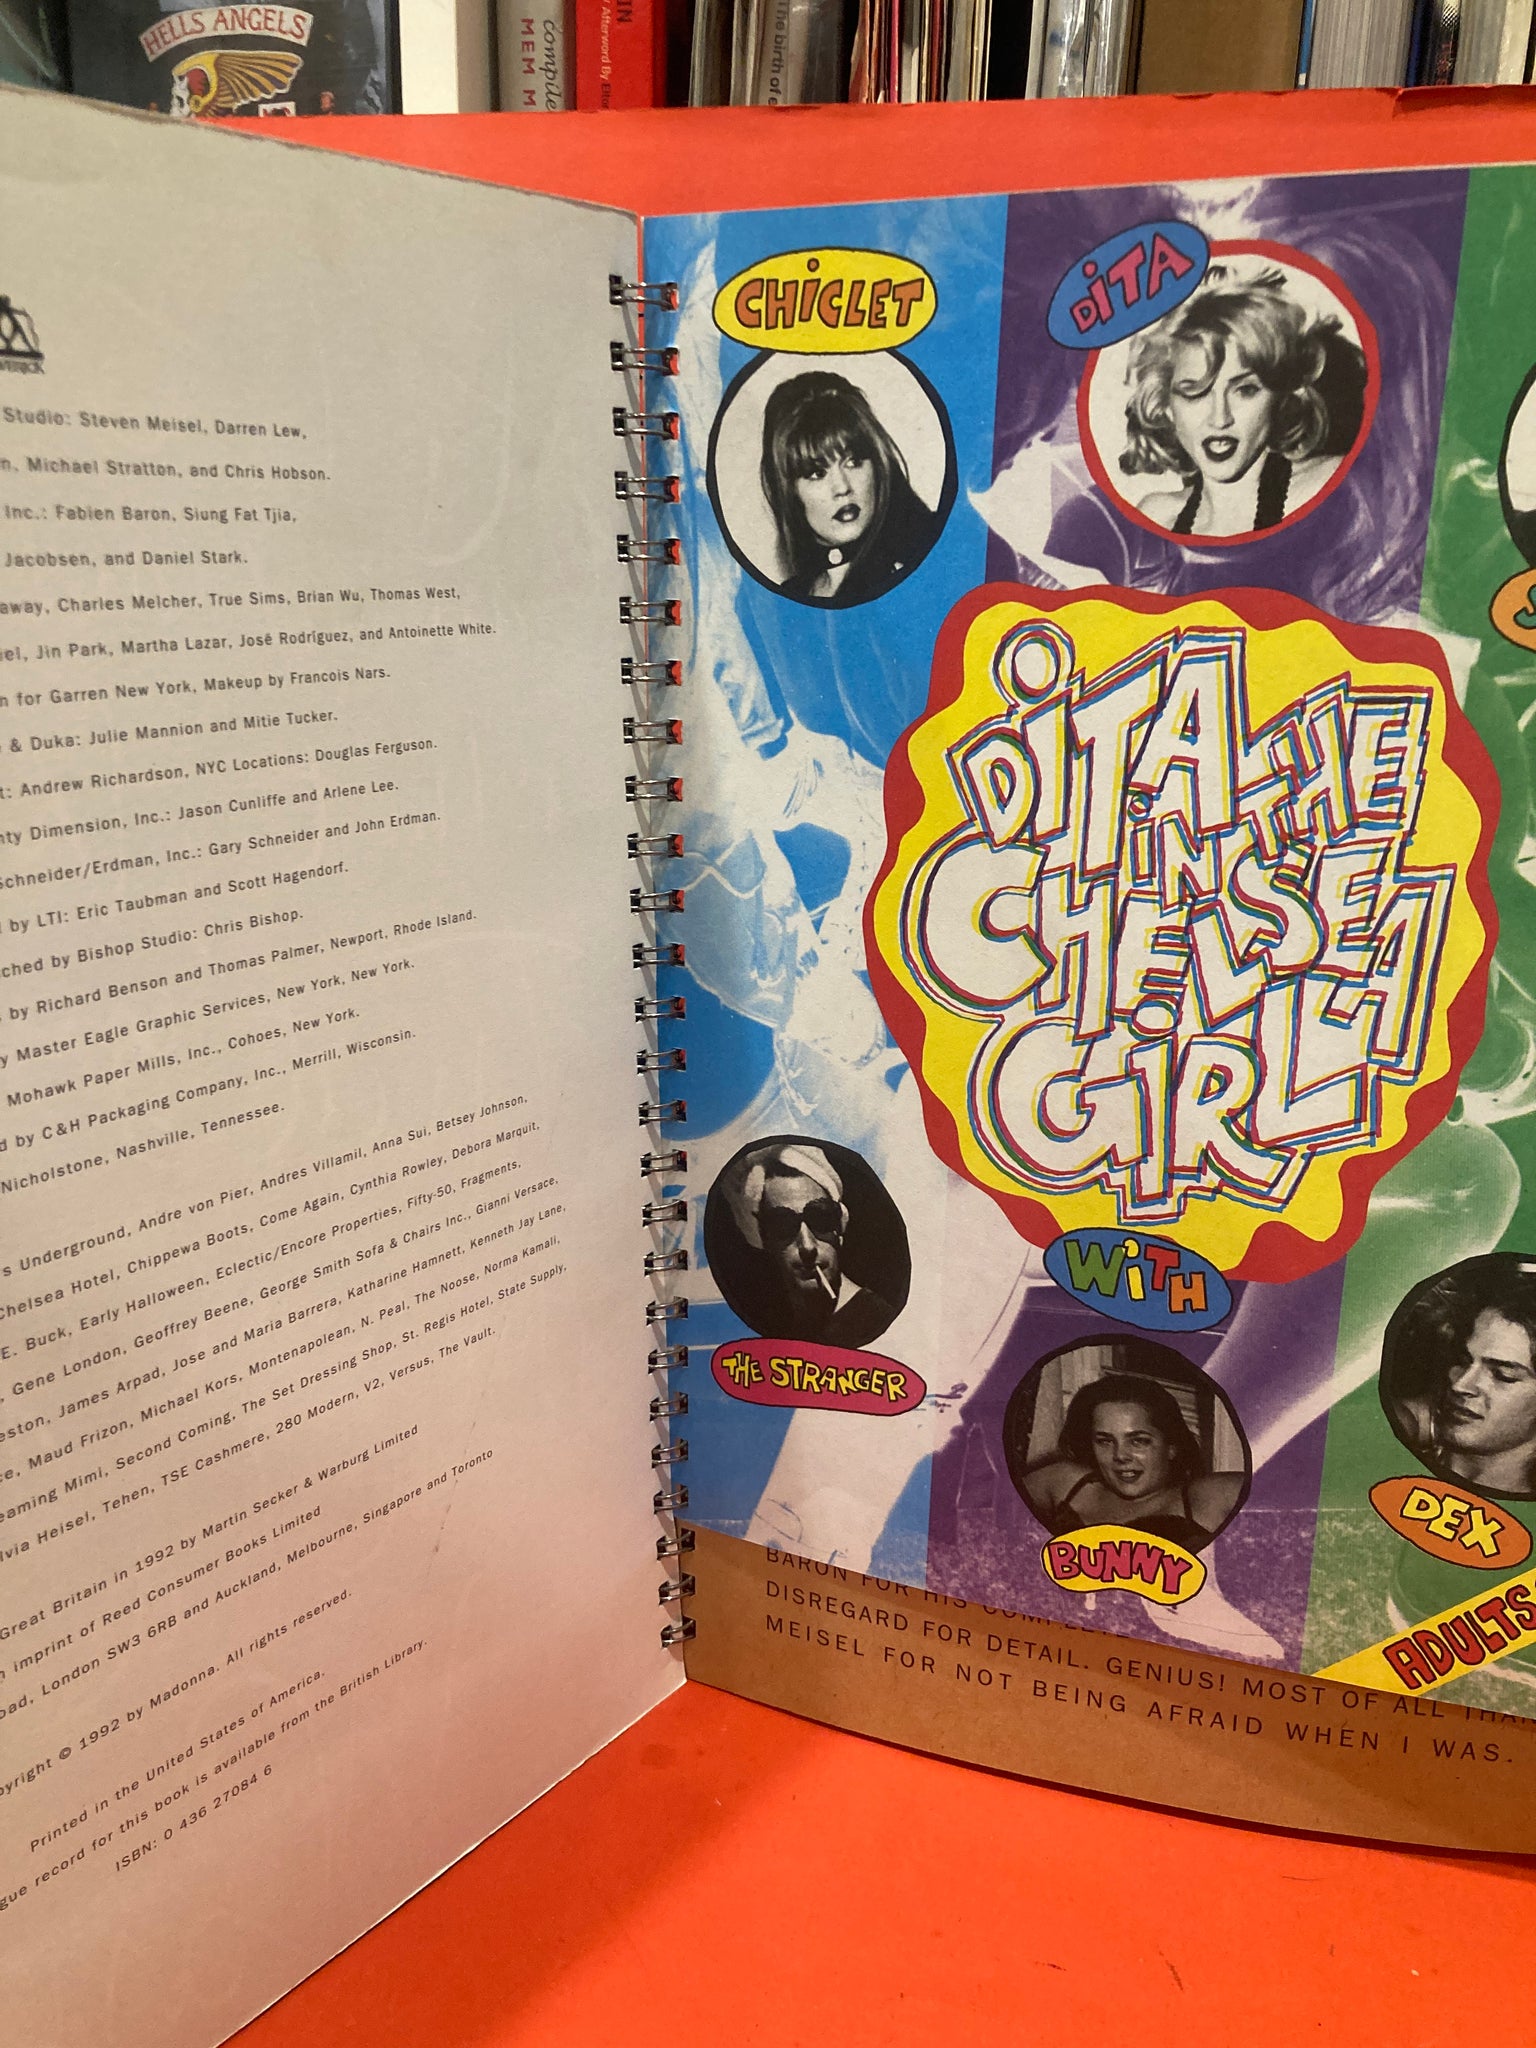 HELLS ANGELS
compile
MEM M
IN
Afterword By
The birth of
Studio: Steven Meisel, Darren Lew,
Michael Stratton, and Chris Hobson.
Inc.: Fabien Baron, Siung Fat Tjia,
Jacobsen, and Daniel Stark.
away, Charles Melcher, True Sims, Brian Wu, Thomas West,
iel, Jin Park, Martha Lazar, José Rodríguez, and Antoinette White.
n for Garren New York, Makeup by Francois Nars.
& Duka: Julie Mannion and Mitie Tucker.
t: Andrew Richardson, NYC Locations: Douglas Ferguson.
nty Dimension, Inc.: Jason Cunliffe and Arlene Lee.
Schneider/Erdman, Inc.: Gary Schneider and John Erdman.
d by LTI: Eric Taubman and Scott Hagendorf.
ched by Bishop Studio: Chris Bishop.
by Richard Benson and Thomas Palmer, Newport, Rhode Island.
y Master Eagle Graphic Services, New York, New York.
Mohawk Paper Mills, Inc., Cohoes, New York.
d by C&H Packaging Company, Inc., Merrill, Wisconsin.
Nicholstone, Nashville, Tennessee.
s Underground, Andre von Pier, Andres Villamil, Anna Sui, Betsey Johnson,
Chelsea Hotel, Chippewa Boots, Come Again, Cynthia Rowley, Debora Marquit,
E. Buck, Early Halloween, Eclectic/Encore Properties, Fifty-50, Fragments,
, Gene London, Geoffrey Beene, George Smith Sofa & Chairs Inc., Gianni Versace,
eston, James Arpad, Jose and Maria Barrera, Katharine Hamnett, Kenneth Jay Lane,
ce, Maud Frizon, Michael Kors, Montenapolean, N. Peal, The Noose, Norma Kamali,
eaming Mimi, Second Coming, The Set Dressing Shop, St. Regis Hotel, State Supply,
lvia Heisel, Tehen, TSE Cashmere, 280 Modern, V2, Versus, The Vault.
Great Britain in 1992 by Martin Secker & Warburg Limited
n imprint of Reed Consumer Books Limited
oad, London SW3 6RB and Auckland, Melbourne, Singapore and Toronto
pyright © 1992 by Madonna. All rights reserved.
Printed in the United States of America.
gue record for this book is available from the British Library.
ISBN: 0 436 27084 6
CHICLET
DITA
DITA
IN THE
CHELSEA
GIRL
WITH
THE STRANGER
BUNNY
DEX
ADULTS
BARON FOR HIS COMPLETE
DISREGARD FOR DETAIL. GENIUS! MOST OF ALL THAN
MEISEL FOR NOT BEING AFRAID WHEN I WAS.